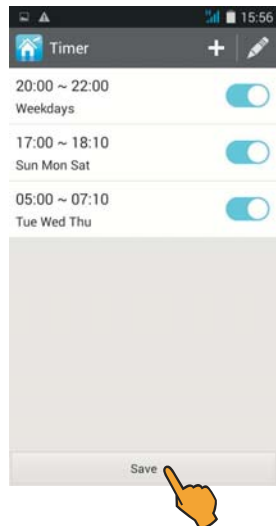 15:56
Timer
20:00 ~ 22:00
Weekdays
17:00 ~ 18:10
Sun Mon Sat
05:00 ~ 07:10
Tue Wed Thu
Save